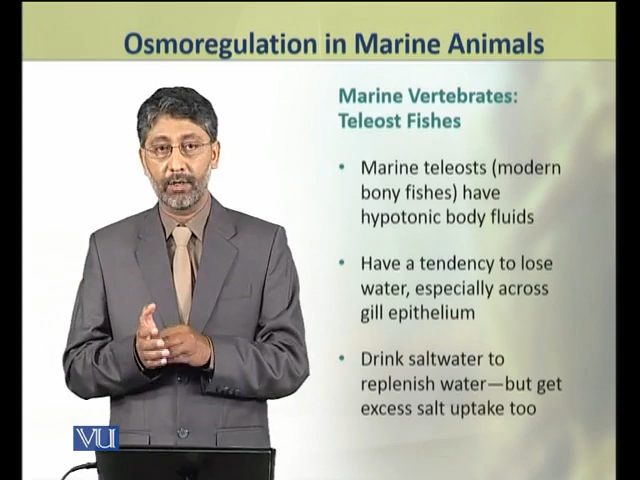 Osmoregulation in Marine Animals
Marine Vertebrates:
Teleost Fishes
• Marine teleosts (modern
bony fishes) have
hypotonic body fluids
• Have a tendency to lose
water, especially across
gill epithelium
• Drink saltwater to
replenish water—but get
excess salt uptake too
VU